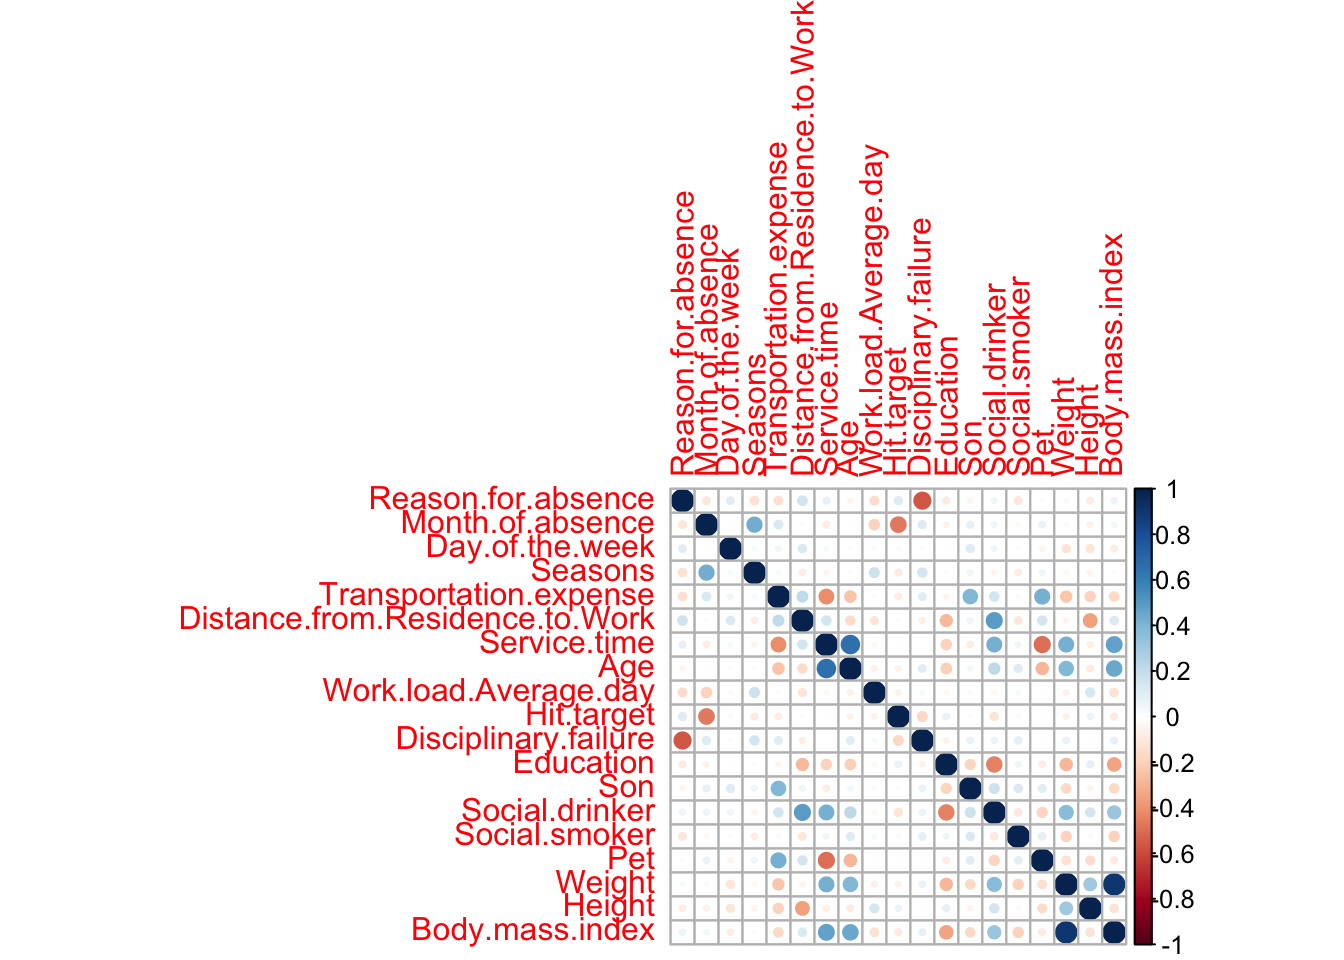 Reason.for.absence
Month.of.absence
Day.of.the.week
Seasons
Transportation.expense
Distance.from.Residence.to.Work
Service.time
Age
Work.load.Average.day
Hit.target
Disciplinary.failure
Education
Son
Social.drinker
Social.smoker
Pet
Weight
Height
Body.mass.index
Reason.for.absence
Month.of.absence
Day.of.the.week
Seasons
Transportation.expense
Distance.from.Residence.to.Work
Service.time
Age
Work.load.Average.day
Hit.target
Disciplinary.failure
Education
Son
Social.drinker
Social.smoker
Pet
Weight
Height
Body.mass.index
1
0.8
0.6
0.4
0.2
0
-0.2
-0.4
-0.6
-0.8
-1